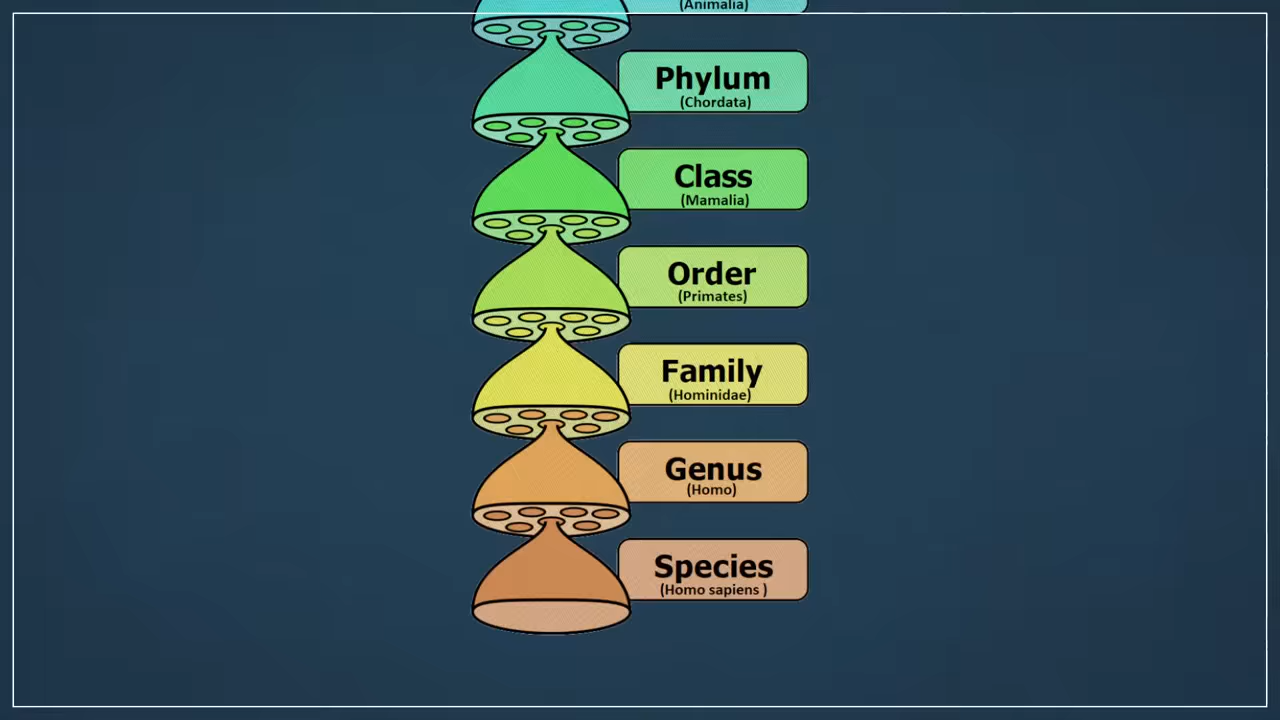 (Animalia)
Phylum
(Chordata)
Class
(Mamalia)
Order
(Primates)
Family
(Hominidae)
Genus
(Homo)
Species
(Homo sapiens )